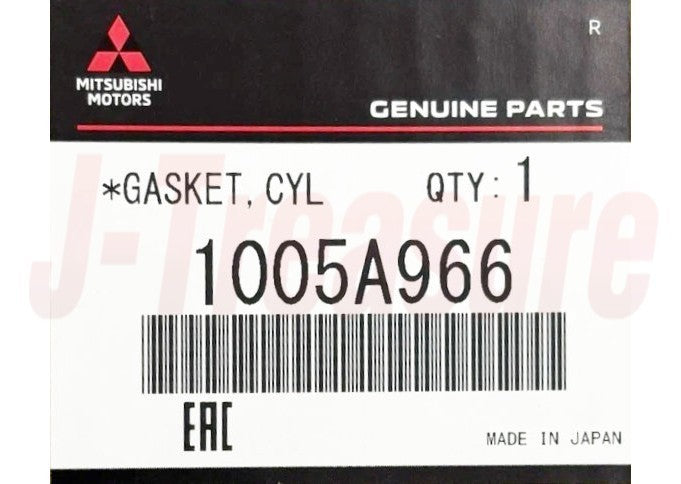 R
MITSUBISHI
MOTORS
GENUINE PARTS
*GASKET, CYL QTY: 1
1005A966
EAC MADE IN JAPAN
J-Treasure